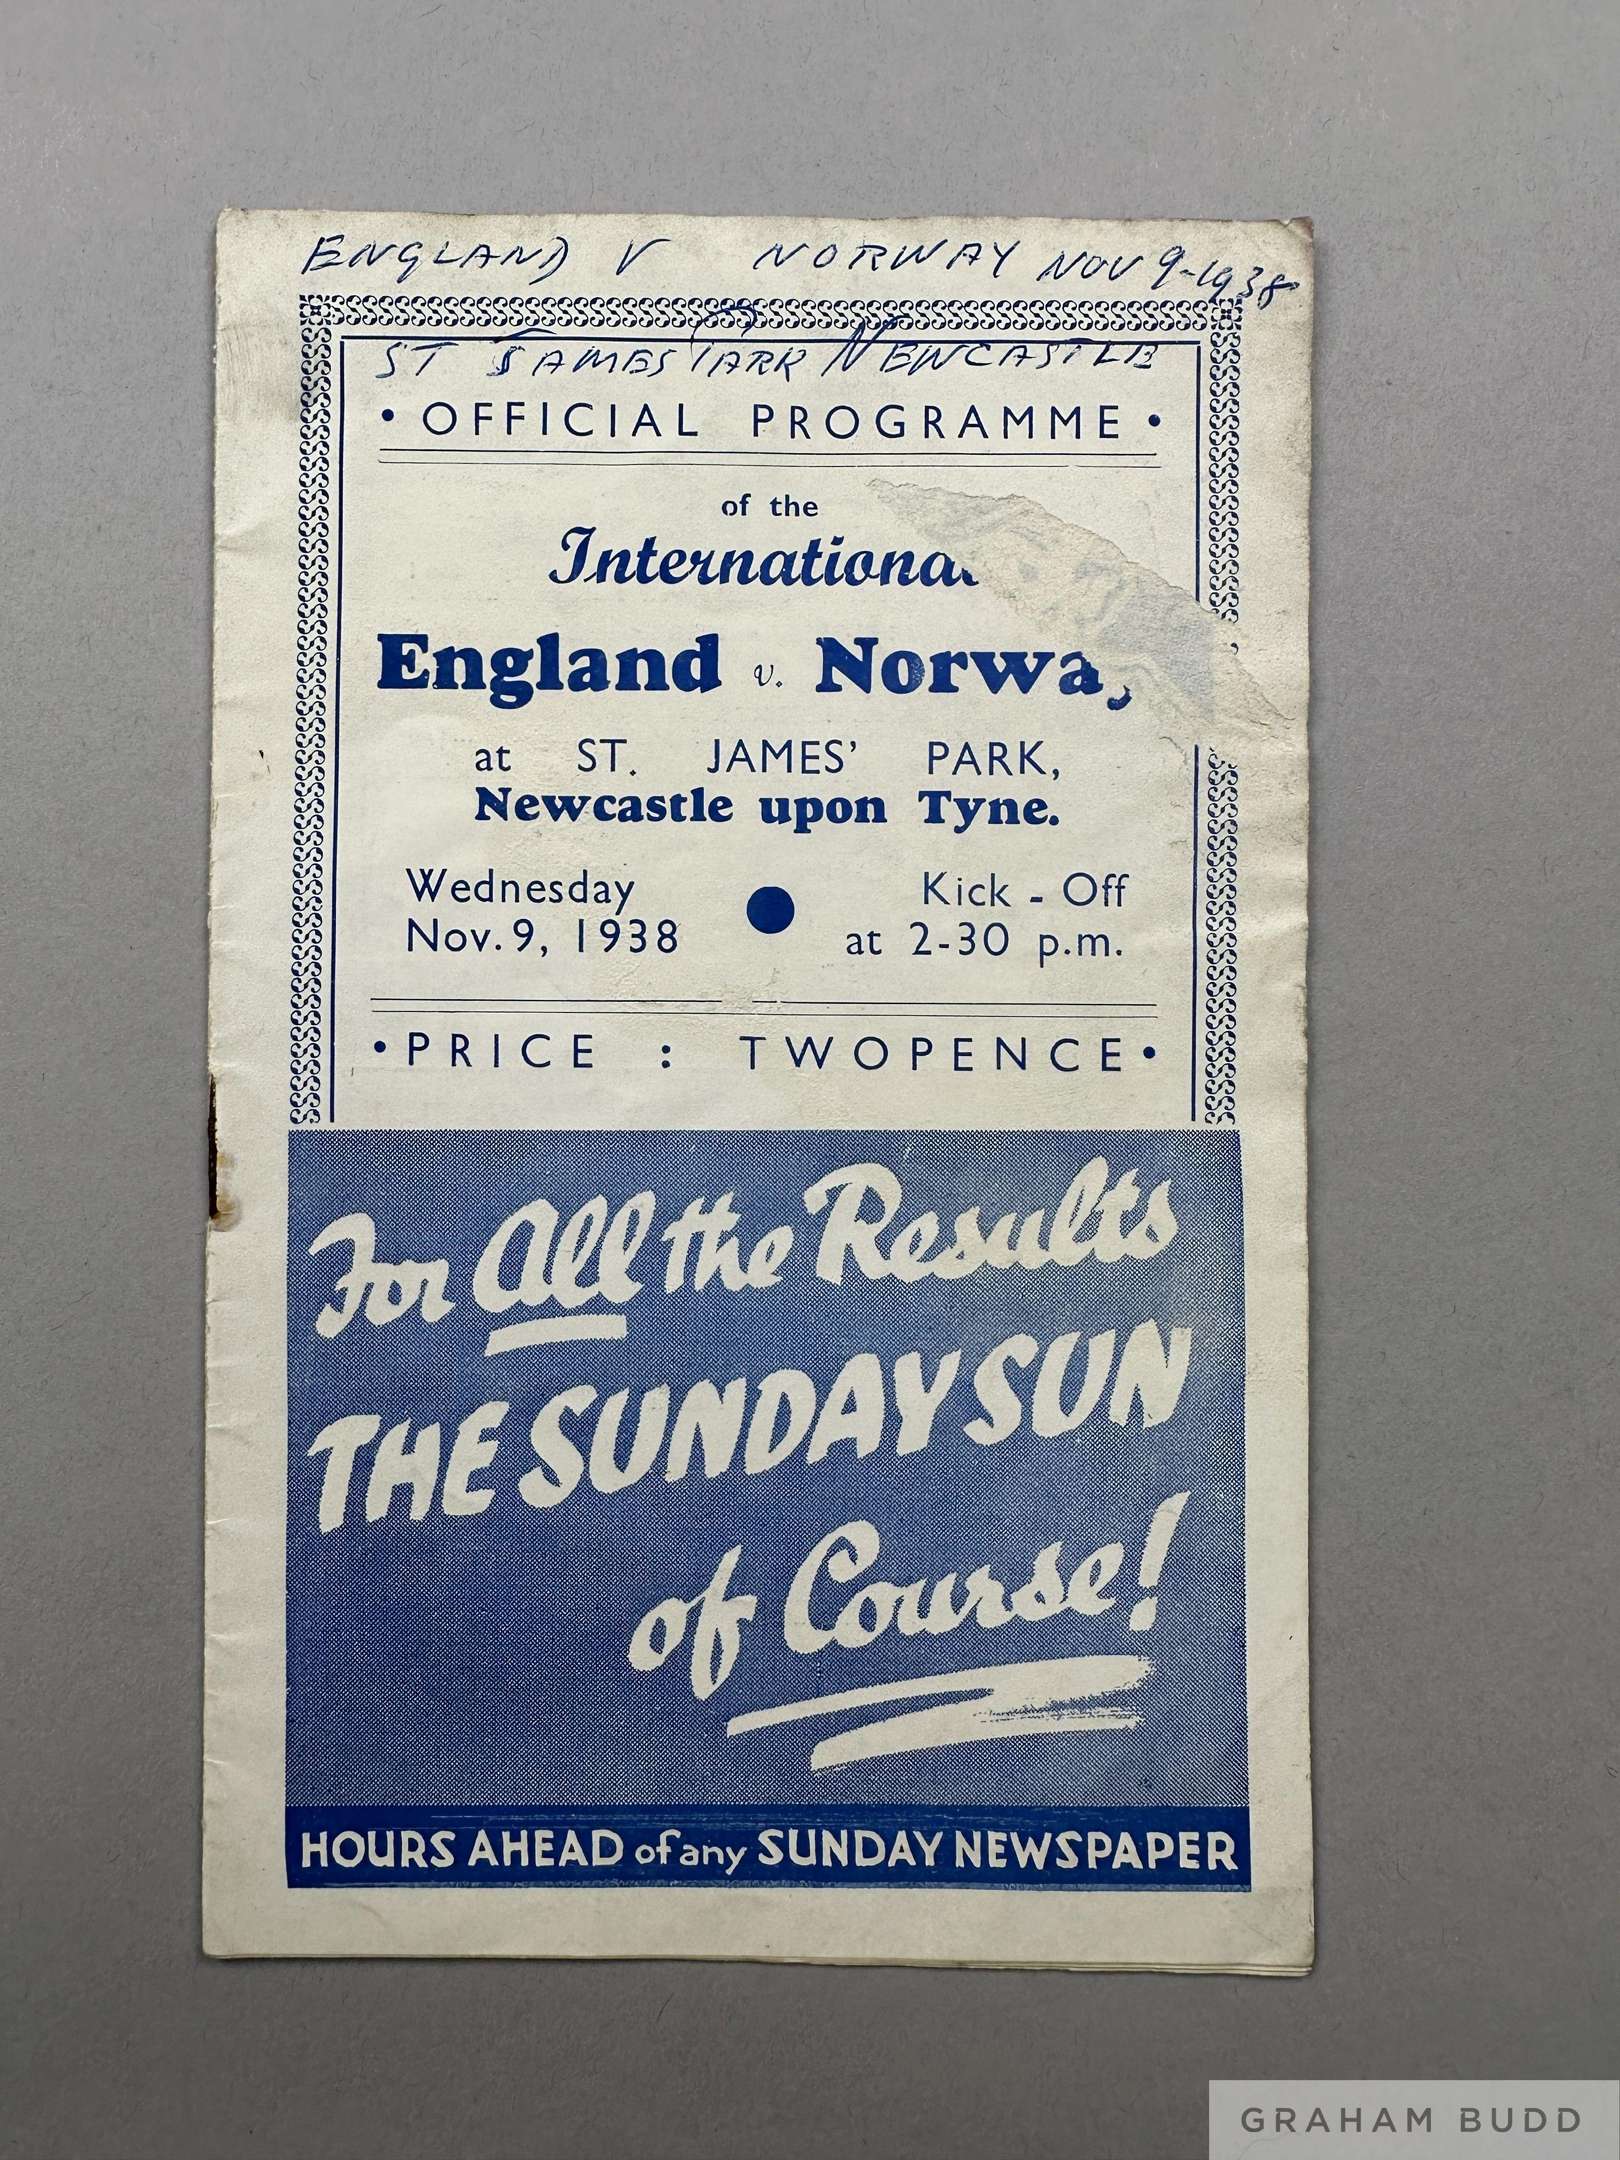 ENGLAND V NORWAY NOV 9-1938
ST JAMES PARK NEWCASTLE
• OFFICIAL PROGRAMME •
of the
International
England v. Norway
at ST. JAMES' PARK,
Newcastle upon Tyne.
Wednesday
Nov. 9, 1938
Kick - Off
at 2-30 p.m.
• PRICE : TWOPENCE •
For All the Results
THE SUNDAY SUN
of Course!
HOURS AHEAD of any SUNDAY NEWSPAPER
GRAHAM BUDD